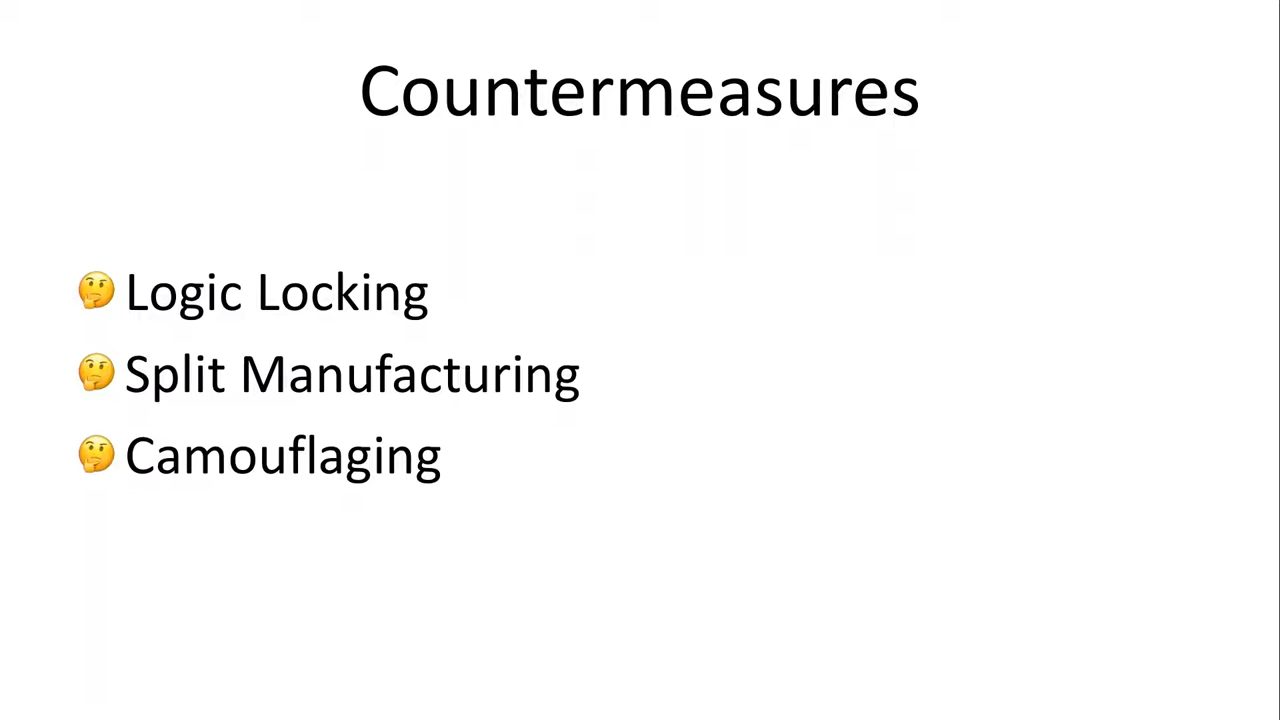 Countermeasures
🤔 Logic Locking
🤔 Split Manufacturing
🤔 Camouflaging